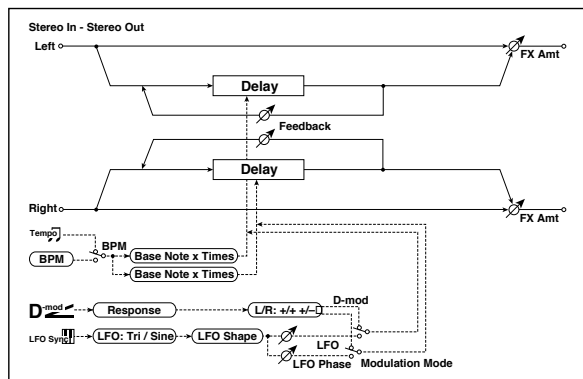 Stereo In - Stereo Out
Left
FX Amt
Delay
Feedback
Delay
Right
FX Amt
Tempo
BPM
BPM
Base Note x Times
Base Note x Times
D-mod
Response
L/R: +/+ +/–
D-mod
LFO Sync
LFO: Tri / Sine
LFO Shape
LFO
LFO Phase
Modulation Mode